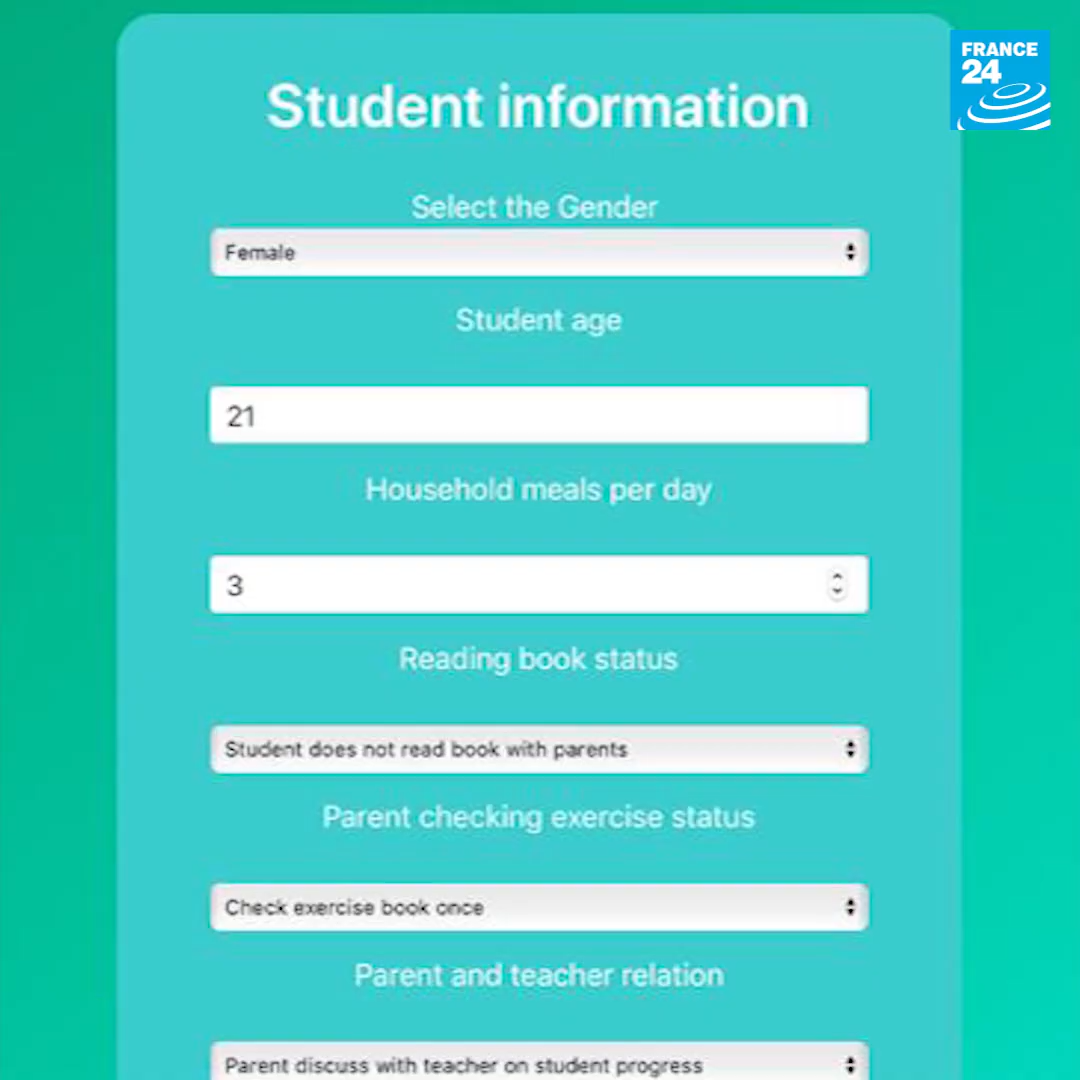 FRANCE
24
Student information
Select the Gender
Female
Student age
21
Household meals per day
3
Reading book status
Student does not read book with parents
Parent checking exercise status
Check exercise book once
Parent and teacher relation
Parent discuss with teacher on student progress